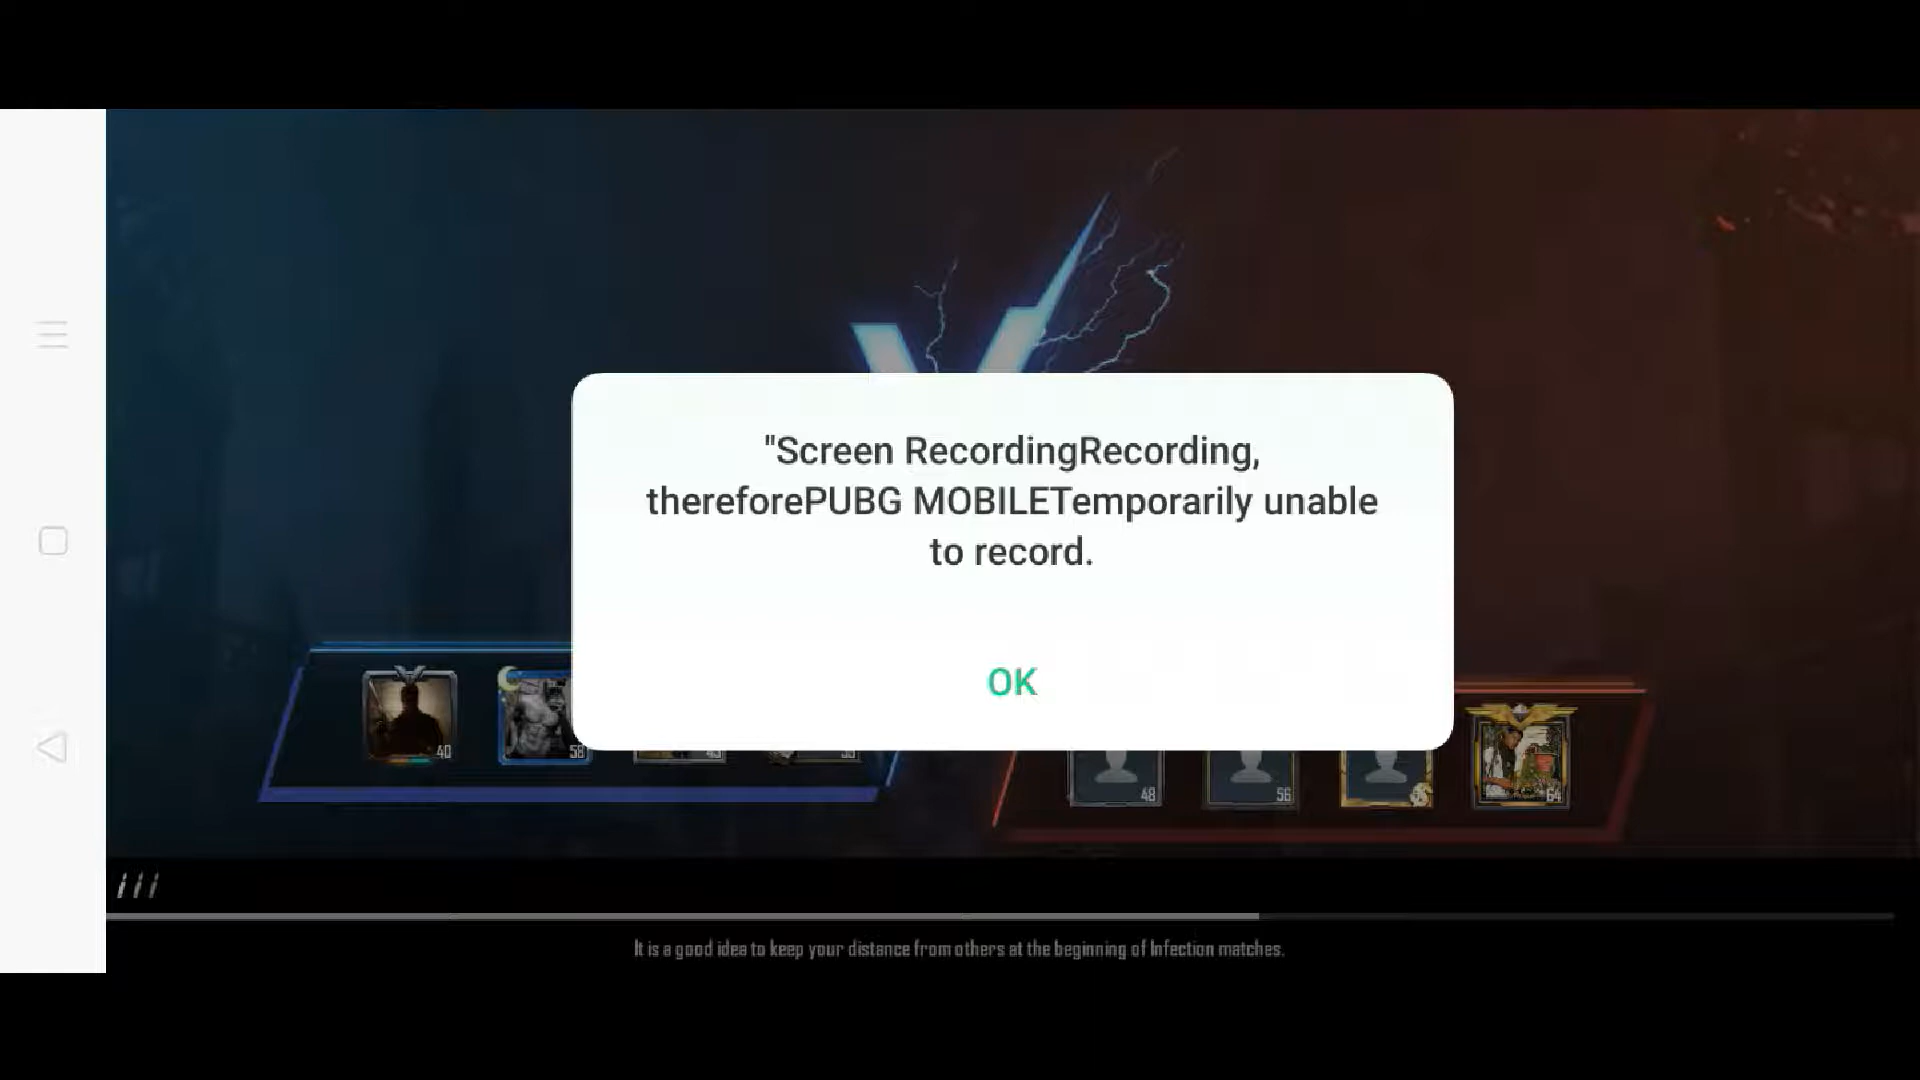 "Screen RecordingRecording,
thereforePUBG MOBILETemporarily unable
to record.
OK
40
58
48
56
64
It is a good idea to keep your distance from others at the beginning of Infection matches.